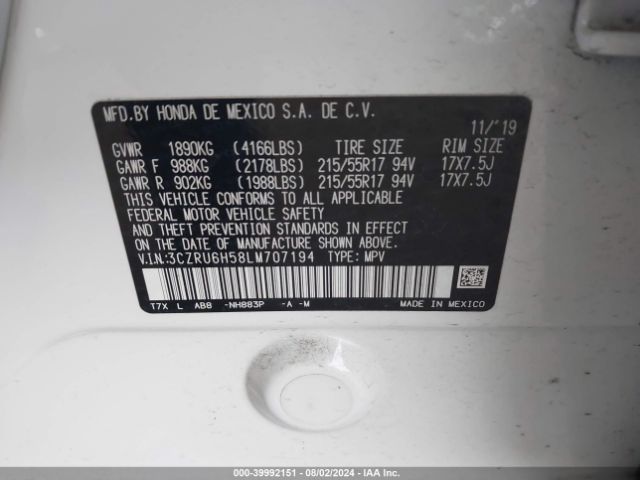 MFD.BY HONDA DE MEXICO S.A. DE C.V.
11/'19
GVWR 1890KG (4166LBS) TIRE SIZE RIM SIZE
GAWR F 988KG (2178LBS) 215/55R17 94V 17X7.5J
GAWR R 902KG (1988LBS) 215/55R17 94V 17X7.5J
THIS VEHICLE CONFORMS TO ALL APPLICABLE
FEDERAL MOTOR VEHICLE SAFETY
AND THEFT PREVENTION STANDARDS IN EFFECT
ON THE DATE OF MANUFACTURE SHOWN ABOVE.
V.I.N:3CZRU6H58LM707194 TYPE: MPV
T7X L AB8 -NH883P -A -M
MADE IN MEXICO
000-39992151 - 08/02/2024 - IAA Inc.